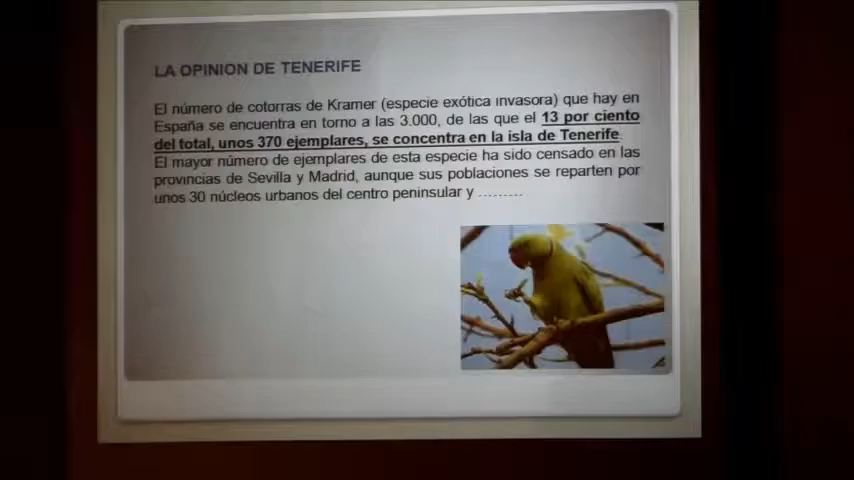 LA OPINION DE TENERIFE
El número de cotorras de Kramer (especie exótica invasora) que hay en
España se encuentra en torno a las 3.000, de las que el 13 por ciento
del total, unos 370 ejemplares, se concentra en la isla de Tenerife.
El mayor número de ejemplares de esta especie ha sido censado en las
provincias de Sevilla y Madrid, aunque sus poblaciones se reparten por
unos 30 núcleos urbanos del centro peninsular y .........